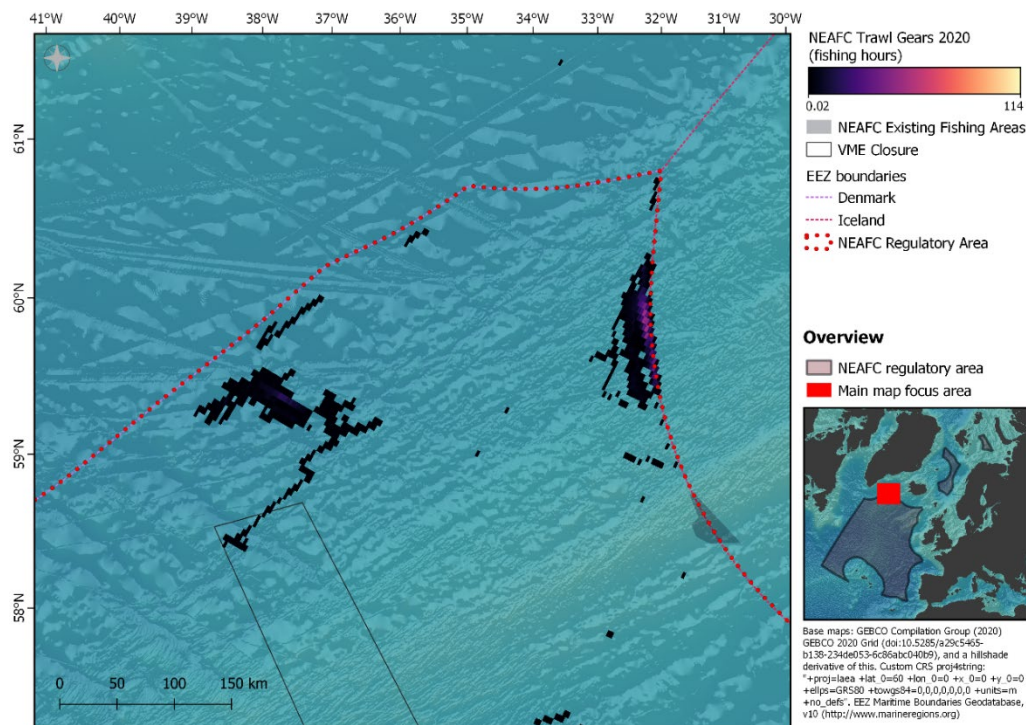 41°W 38°W 37°W 36°W 35°W 34°W 33°W 32°W 31°W 30°W
61°N
60°N
59°N
58°N
0 50 100 150 km
NEAFC Trawl Gears 2020
(fishing hours)
0.02 114
NEAFC Existing Fishing Areas
VME Closure
EEZ boundaries
Denmark
Iceland
NEAFC Regulatory Area
Overview
NEAFC regulatory area
Main map focus area
Base maps: GEBCO Compilation Group (2020)
GEBCO 2020 Grid (doi:10.5285/a29c5465-
b138-234de053-6c86abc040b9), and a hillshade
derivative of this. Custom CRS proj4string:
"+proj=laea +lat_0=60 +lon_0=0 +x_0=0 +y_0=0
+ellps=GRS80 +towgs84=0,0,0,0,0,0,0 +units=m
+no_defs". EEZ Maritime Boundaries Geodatabase,
v10 (http://www.marineregions.org)